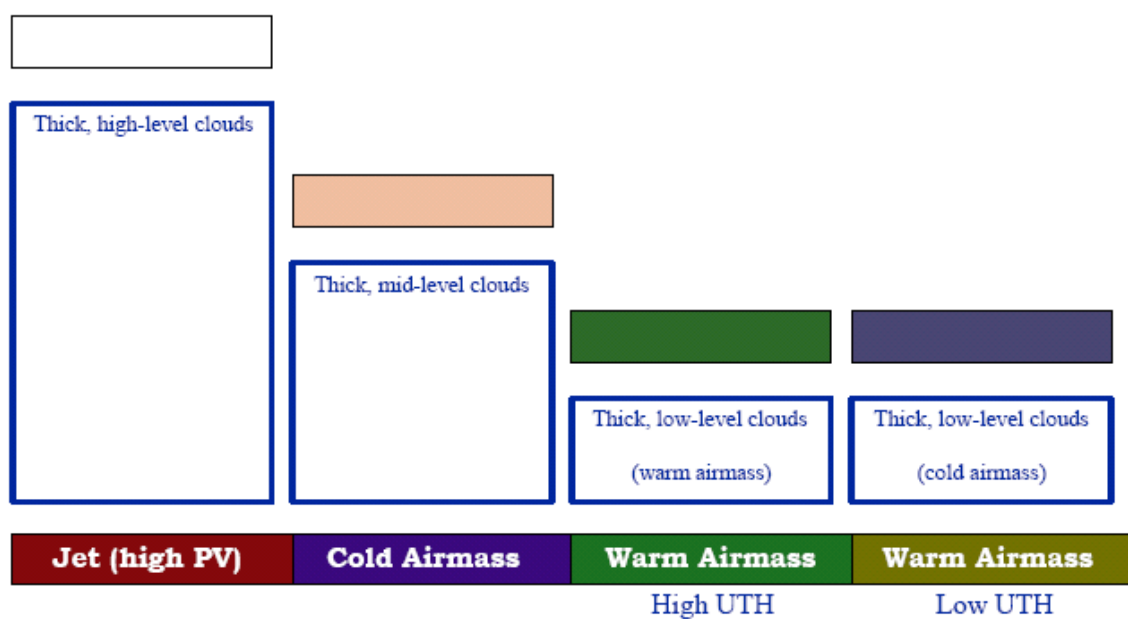 Thick, high-level clouds
Thick, mid-level clouds
Thick, low-level clouds
(warm airmass)
Thick, low-level clouds
(cold airmass)
Jet (high PV)
Cold Airmass
Warm Airmass
Warm Airmass
High UTH
Low UTH